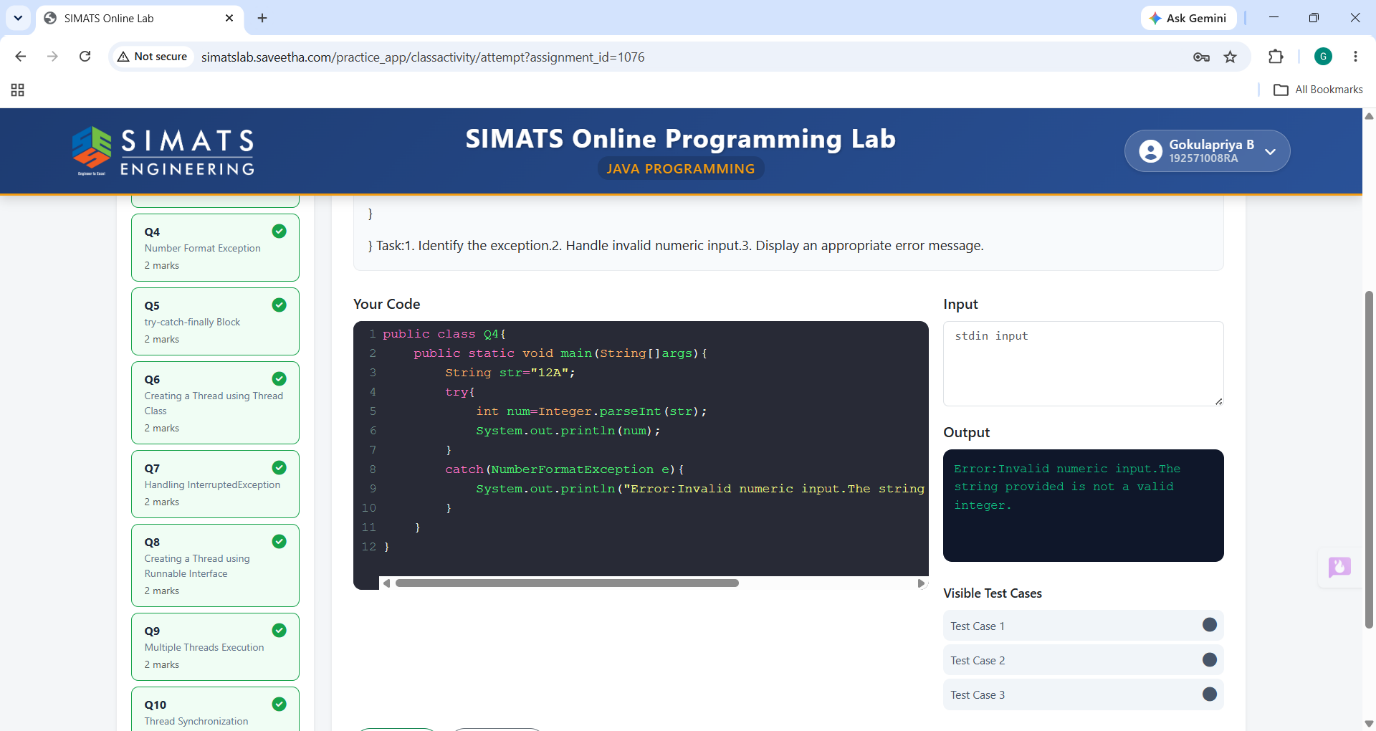 SIMATS Online Lab
Ask Gemini
Not secure
simatslab.saveetha.com/practice_app/classactivity/attempt?assignment_id=1076
G
All Bookmarks
SIMATS
ENGINEERING
Engineer to Excel
SIMATS Online Programming Lab
JAVA PROGRAMMING
Gokulapriya B
192571008RA
Q4
Number Format Exception
2 marks
Q5
try-catch-finally Block
2 marks
Q6
Creating a Thread using Thread
Class
2 marks
Q7
Handling InterruptedException
2 marks
Q8
Creating a Thread using
Runnable Interface
2 marks
Q9
Multiple Threads Execution
2 marks
Q10
Thread Synchronization
}
} Task:1. Identify the exception.2. Handle invalid numeric input.3. Display an appropriate error message.
Your Code
1 public class Q4{
2 public static void main(String[]args){
3 String str="12A";
4 try{
5 int num=Integer.parseInt(str);
6 System.out.println(num);
7 }
8 catch(NumberFormatException e){
9 System.out.println("Error:Invalid numeric input.The string
10 }
11 }
12 }
Input
stdin input
Output
Error:Invalid numeric input.The
string provided is not a valid
integer.
Visible Test Cases
Test Case 1
Test Case 2
Test Case 3